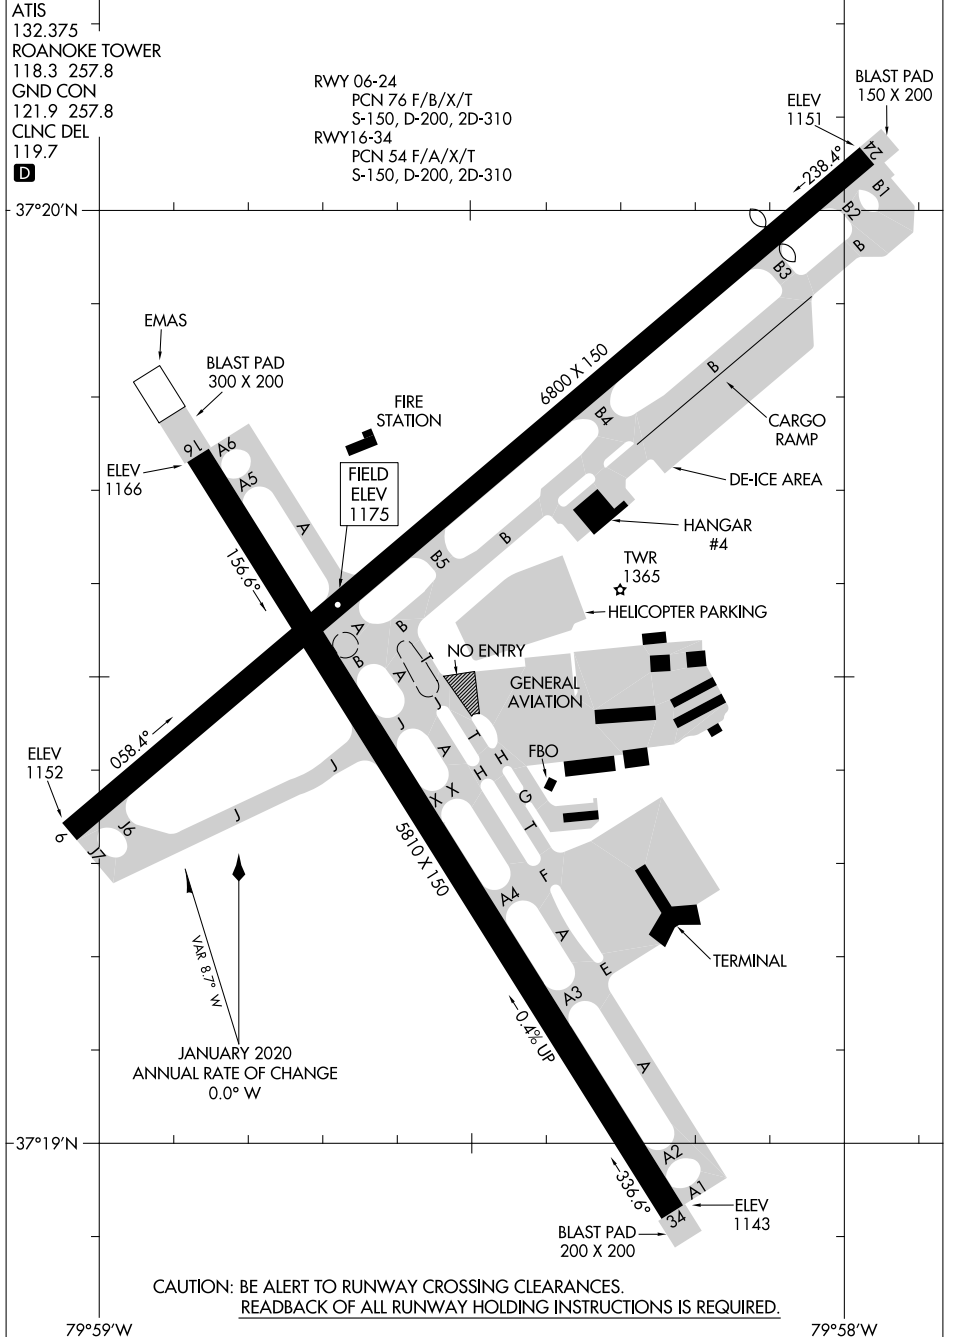 ATIS
132.375
ROANOKE TOWER
118.3 257.8
GND CON
121.9 257.8
CLNC DEL
119.7
D
RWY 06-24
PCN 76 F/B/X/T
S-150, D-200, 2D-310
RWY16-34
PCN 54 F/A/X/T
S-150, D-200, 2D-310
BLAST PAD
150 X 200
ELEV
1151
24
238.4°
B1
B2
B
B3
37°20'N
EMAS
BLAST PAD
300 X 200
6800 X 150
B
FIRE
STATION
B4
CARGO
RAMP
16
A6
ELEV
1166
A5
FIELD
ELEV
1175
DE-ICE AREA
A
HANGAR
#4
B
B5
156.6°
TWR
1365
HELICOPTER PARKING
A
B
B
T
NO ENTRY
A
J
GENERAL
AVIATION
J
T
A
H
FBO
H
058.4°
ELEV
1152
J
X
X
G
T
J
J6
6
J7
5810 X 150
F
A4
VAR 8.7° W
A
E
TERMINAL
A3
0.4% UP
JANUARY 2020
ANNUAL RATE OF CHANGE
0.0° W
A
37°19'N
A2
336.6°
A1
34
ELEV
1143
BLAST PAD
200 X 200
CAUTION: BE ALERT TO RUNWAY CROSSING CLEARANCES.
READBACK OF ALL RUNWAY HOLDING INSTRUCTIONS IS REQUIRED.
79°59'W
79°58'W